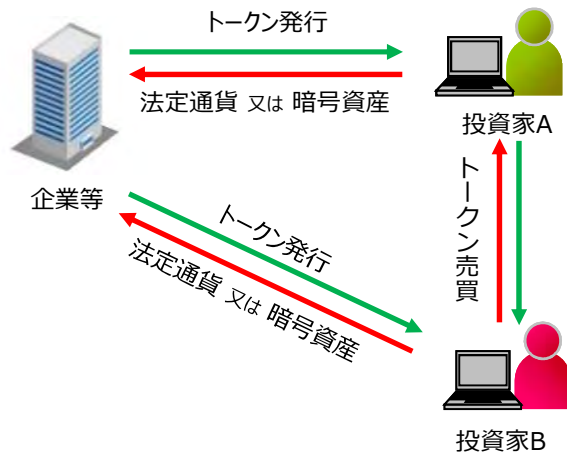 トークン発行
法定通貨 又は 暗号資産
投資家A
企業等
トークン発行
法定通貨 又は 暗号資産
トークン売買
投資家B